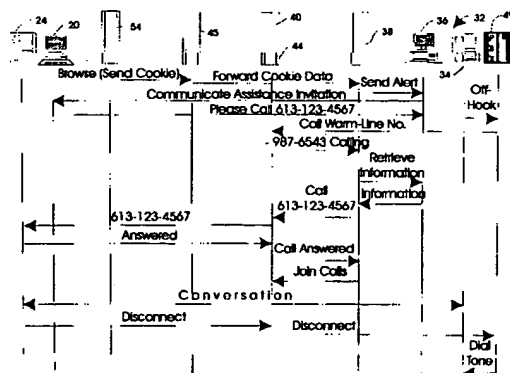 24 20 54 45 40 44 38 36 32 34
Browse (Send Cookie)
Forward Cookie Data
Send Alert
Communicate Assistance Invitation
Off-
Hook
Please Call 613-123-4567
Call Warm-Line No.
- 987-6543 Calling
Retrieve
Information
Information
Call
613-123-4567
613-123-4567
Answered
Call Answered
Join Calls
Conversation
Disconnect
Disconnect
Dial
Tone